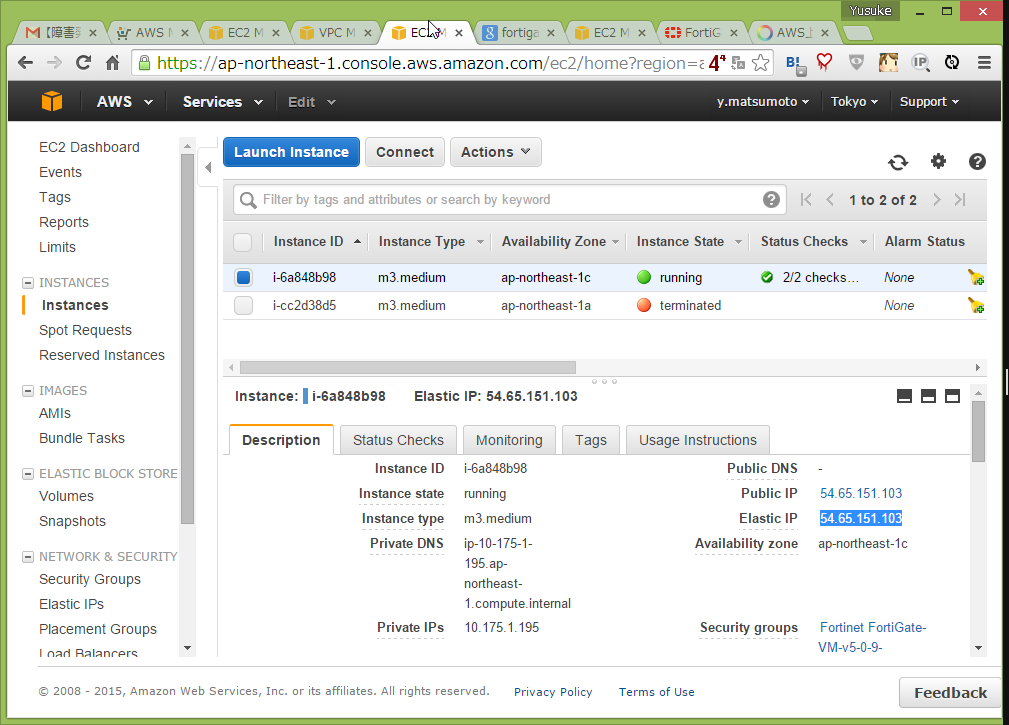 Yusuke
【障害
AWS M
EC2 M
VPC M
EC2 M
fortiga
EC2 M
FortiG
AWS上
https://ap-northeast-1.console.aws.amazon.com/ec2/home?region=a
AWS Services Edit y.matsumoto Tokyo Support
EC2 Dashboard
Events
Tags
Reports
Limits
INSTANCES
Instances
Spot Requests
Reserved Instances
IMAGES
AMIs
Bundle Tasks
ELASTIC BLOCK STORE
Volumes
Snapshots
NETWORK & SECURITY
Security Groups
Elastic IPs
Placement Groups
Load Balancers
Launch Instance Connect Actions
Filter by tags and attributes or search by keyword 1 to 2 of 2
Instance ID Instance Type Availability Zone Instance State Status Checks Alarm Status
i-6a848b98 m3.medium ap-northeast-1c running 2/2 checks… None
i-cc2d38d5 m3.medium ap-northeast-1a terminated None
Instance: i-6a848b98 Elastic IP: 54.65.151.103
Description Status Checks Monitoring Tags Usage Instructions
Instance ID i-6a848b98 Public DNS -
Instance state running Public IP 54.65.151.103
Instance type m3.medium Elastic IP 54.65.151.103
Private DNS ip-10-175-1- Availability zone ap-northeast-1c
195.ap-
northeast-
1.compute.internal
Private IPs 10.175.1.195 Security groups Fortinet FortiGate-
VM-v5-0-9-
© 2008 - 2015, Amazon Web Services, Inc. or its affiliates. All rights reserved. Privacy Policy Terms of Use
Feedback